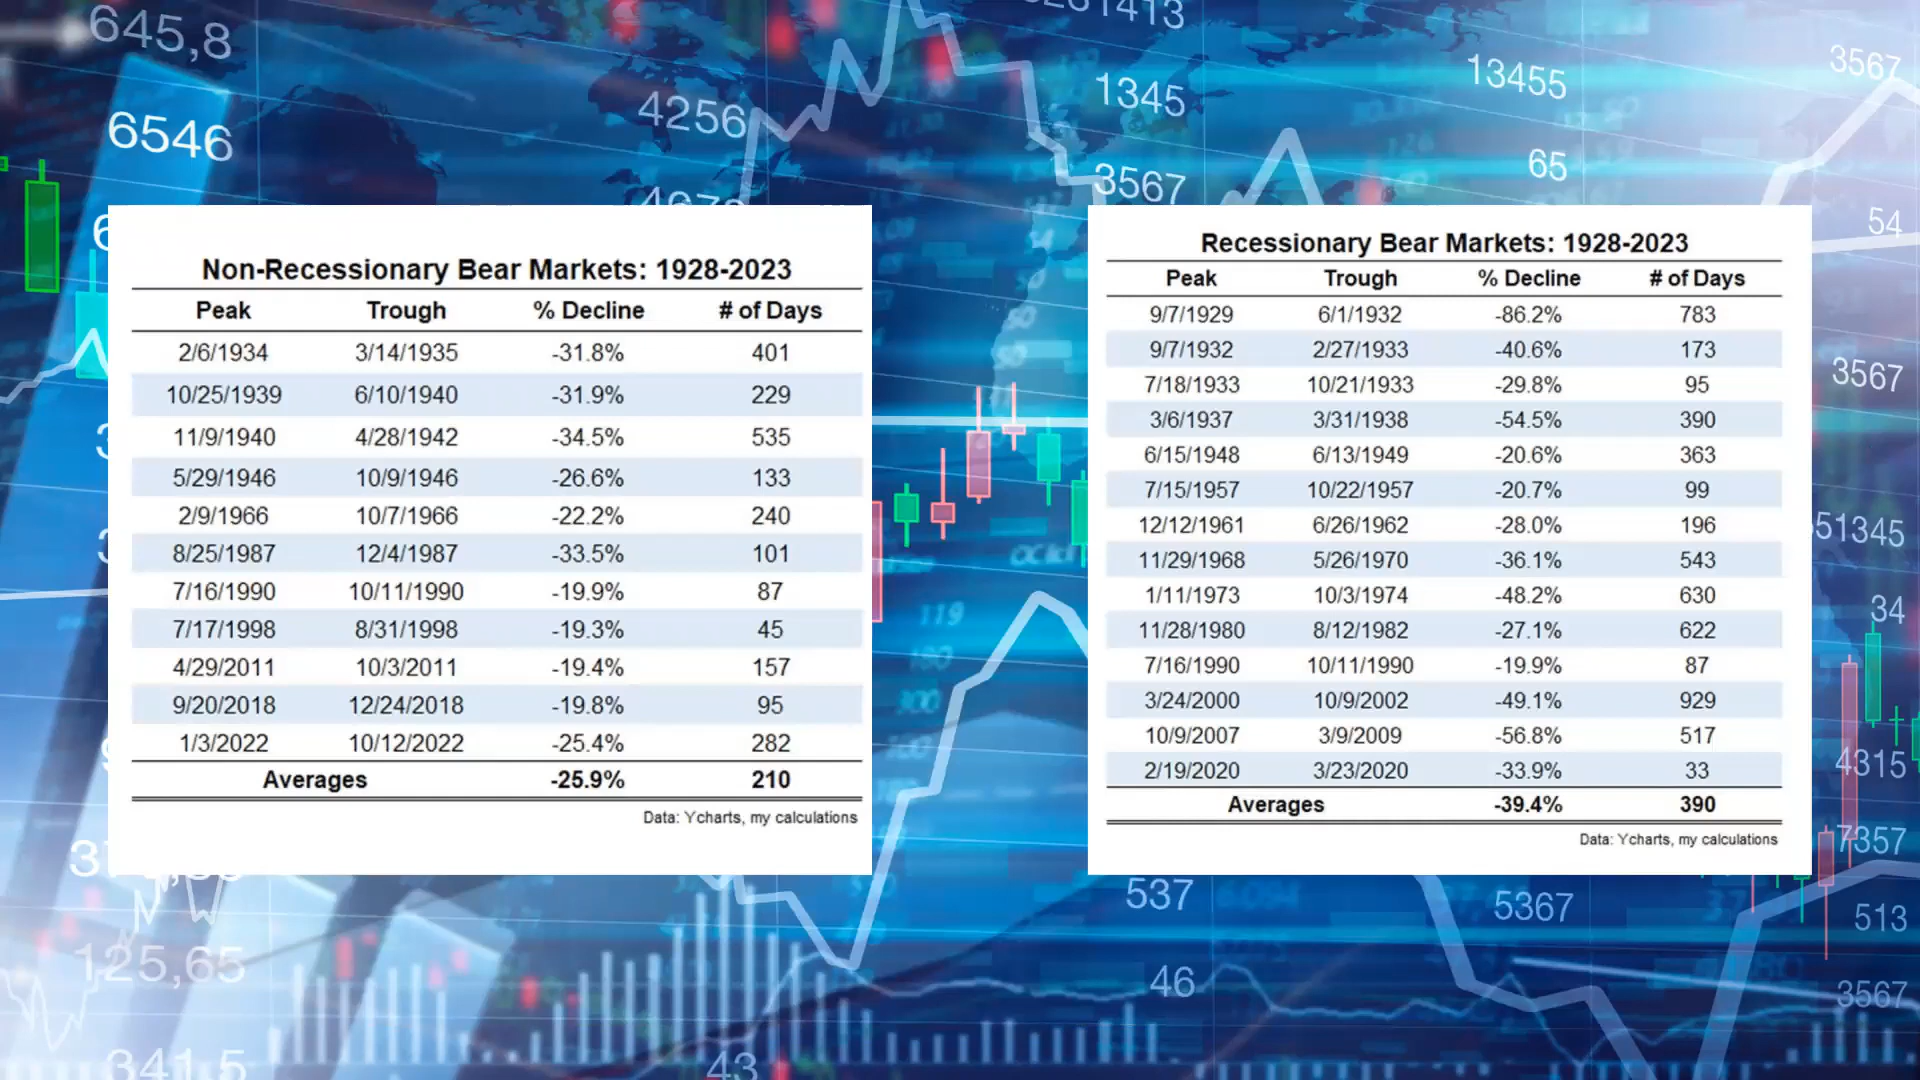 645,8
6546
4256
1345
3567
13455
65
3567
54
Non-Recessionary Bear Markets: 1928-2023
Peak Trough % Decline # of Days
2/6/1934 3/14/1935 -31.8% 401
10/25/1939 6/10/1940 -31.9% 229
11/9/1940 4/28/1942 -34.5% 535
5/29/1946 10/9/1946 -26.6% 133
2/9/1966 10/7/1966 -22.2% 240
8/25/1987 12/4/1987 -33.5% 101
7/16/1990 10/11/1990 -19.9% 87
7/17/1998 8/31/1998 -19.3% 45
4/29/2011 10/3/2011 -19.4% 157
9/20/2018 12/24/2018 -19.8% 95
1/3/2022 10/12/2022 -25.4% 282
Averages -25.9% 210
Data: Ycharts, my calculations
Recessionary Bear Markets: 1928-2023
Peak Trough % Decline # of Days
9/7/1929 6/1/1932 -86.2% 783
9/7/1932 2/27/1933 -40.6% 173
7/18/1933 10/21/1933 -29.8% 95
3/6/1937 3/31/1938 -54.5% 390
6/15/1948 6/13/1949 -20.6% 363
7/15/1957 10/22/1957 -20.7% 99
12/12/1961 6/26/1962 -28.0% 196
11/29/1968 5/26/1970 -36.1% 543
1/11/1973 10/3/1974 -48.2% 630
11/28/1980 8/12/1982 -27.1% 622
7/16/1990 10/11/1990 -19.9% 87
3/24/2000 10/9/2002 -49.1% 929
10/9/2007 3/9/2009 -56.8% 517
2/19/2020 3/23/2020 -33.9% 33
Averages -39.4% 390
Data: Ycharts, my calculations
3567
51345
34
4315
7357
119
537
5367
513
125,65
46
3567
341,5
43